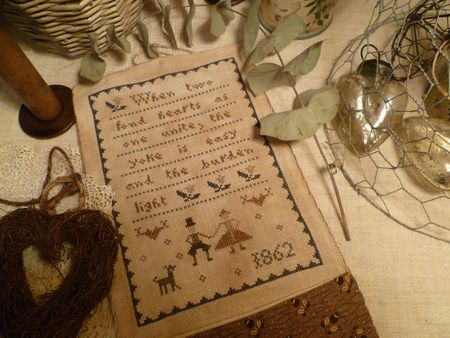 When two
fond hearts as
one unite, the
yoke is easy
and the burden
light
1862